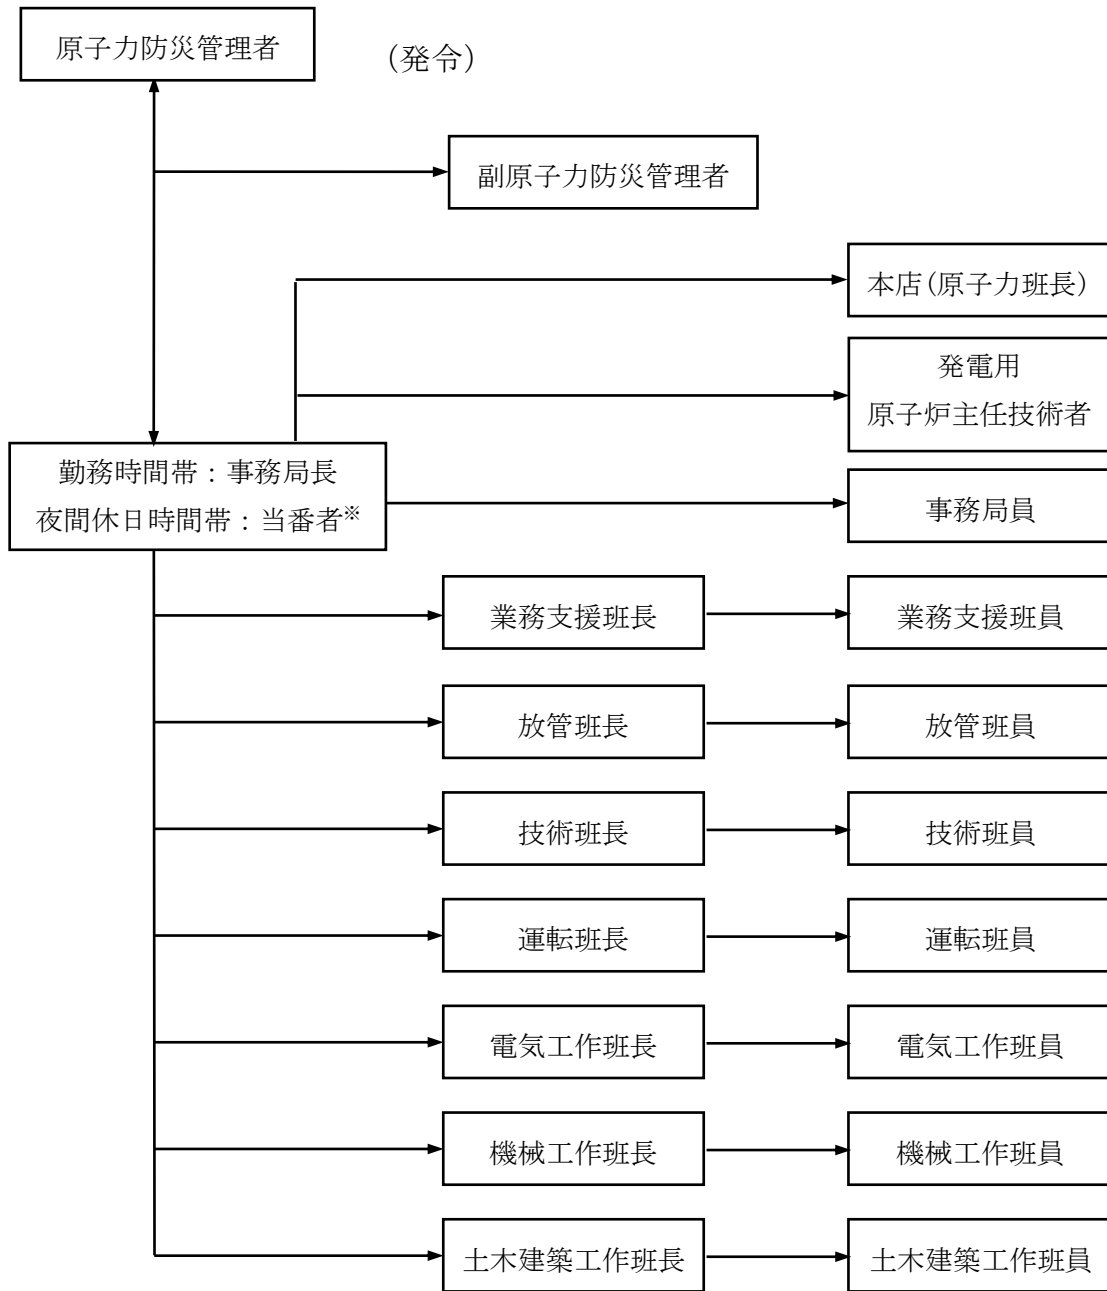 原子力防災管理者
(発令)
副原子力防災管理者
本店(原子力班長)
発電用
原子炉主任技術者
勤務時間帯：事務局長
夜間休日時間帯：当番者※
事務局員
業務支援班長
業務支援班員
放管班長
放管班員
技術班長
技術班員
運転班長
運転班員
電気工作班長
電気工作班員
機械工作班長
機械工作班員
土木建築工作班長
土木建築工作班員